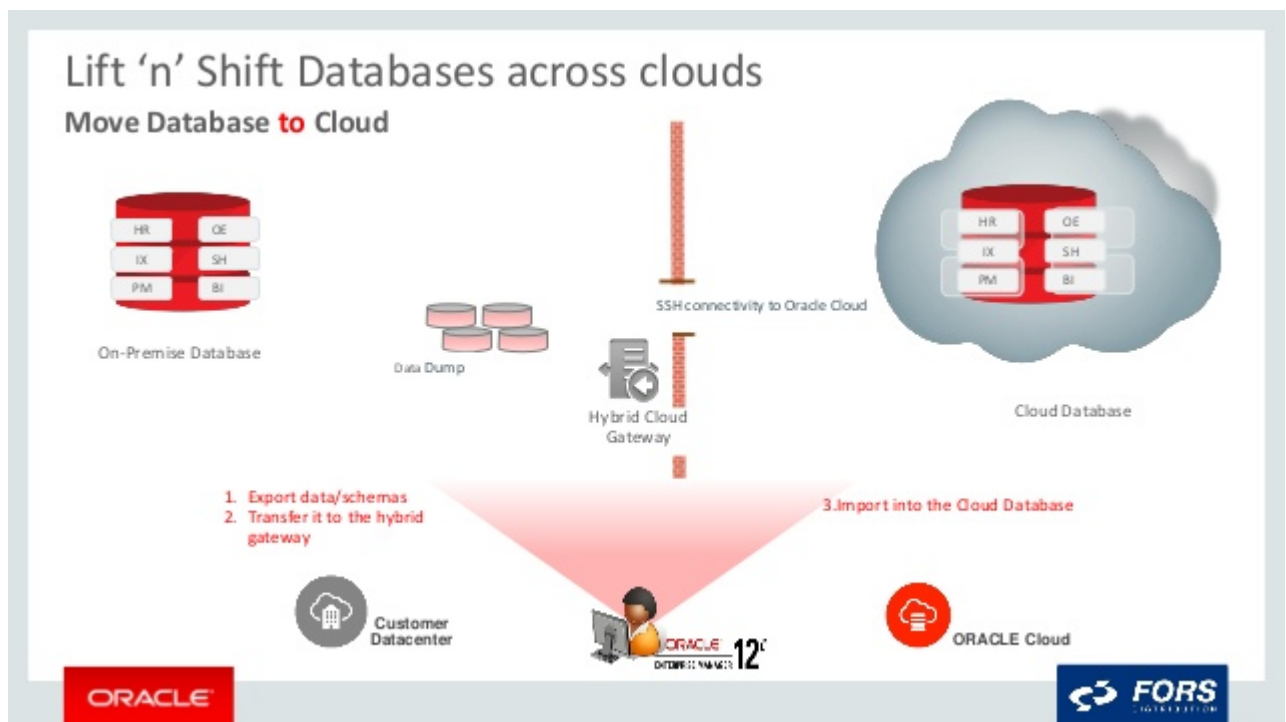 Lift ‘n’ Shift Databases across clouds
Move Database to Cloud
HR OE
IX SH
PM BI
On-Premise Database
Data Dump
SSH connectivity to Oracle Cloud
Hybrid Cloud
Gateway
HR OE
IX SH
PM BI
Cloud Database
1. Export data/schemas
2. Transfer it to the hybrid
gateway
3.Import into the Cloud Database
Customer
Datacenter
ORACLE
ENTERPRISE MANAGER 12c
ORACLE Cloud
ORACLE
FORS
DISTRIBUTION